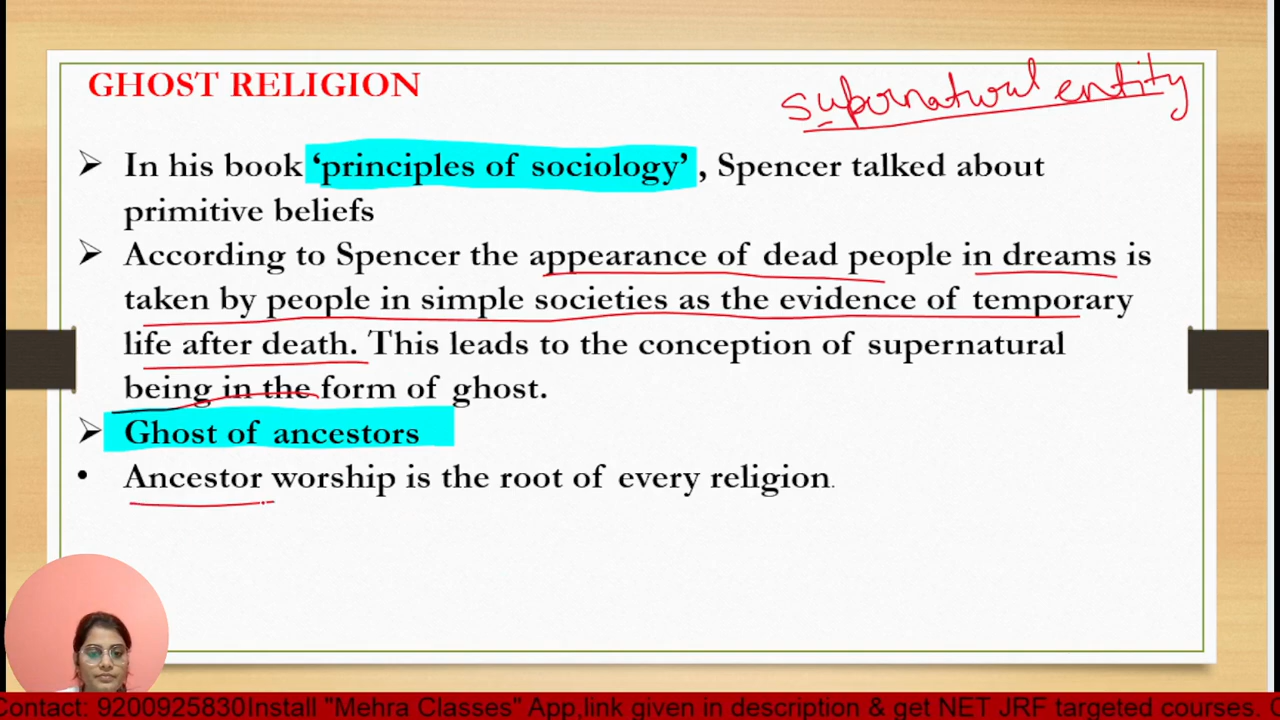 GHOST RELIGION
supernatural entity
➢ In his book 'principles of sociology' , Spencer talked about
primitive beliefs
➢ According to Spencer the appearance of dead people in dreams is
taken by people in simple societies as the evidence of temporary
life after death. This leads to the conception of supernatural
being in the form of ghost.
➢ Ghost of ancestors
• Ancestor worship is the root of every religion.
Contact: 9200925830Install "Mehra Classes" App,link given in description & get NET JRF targeted courses.